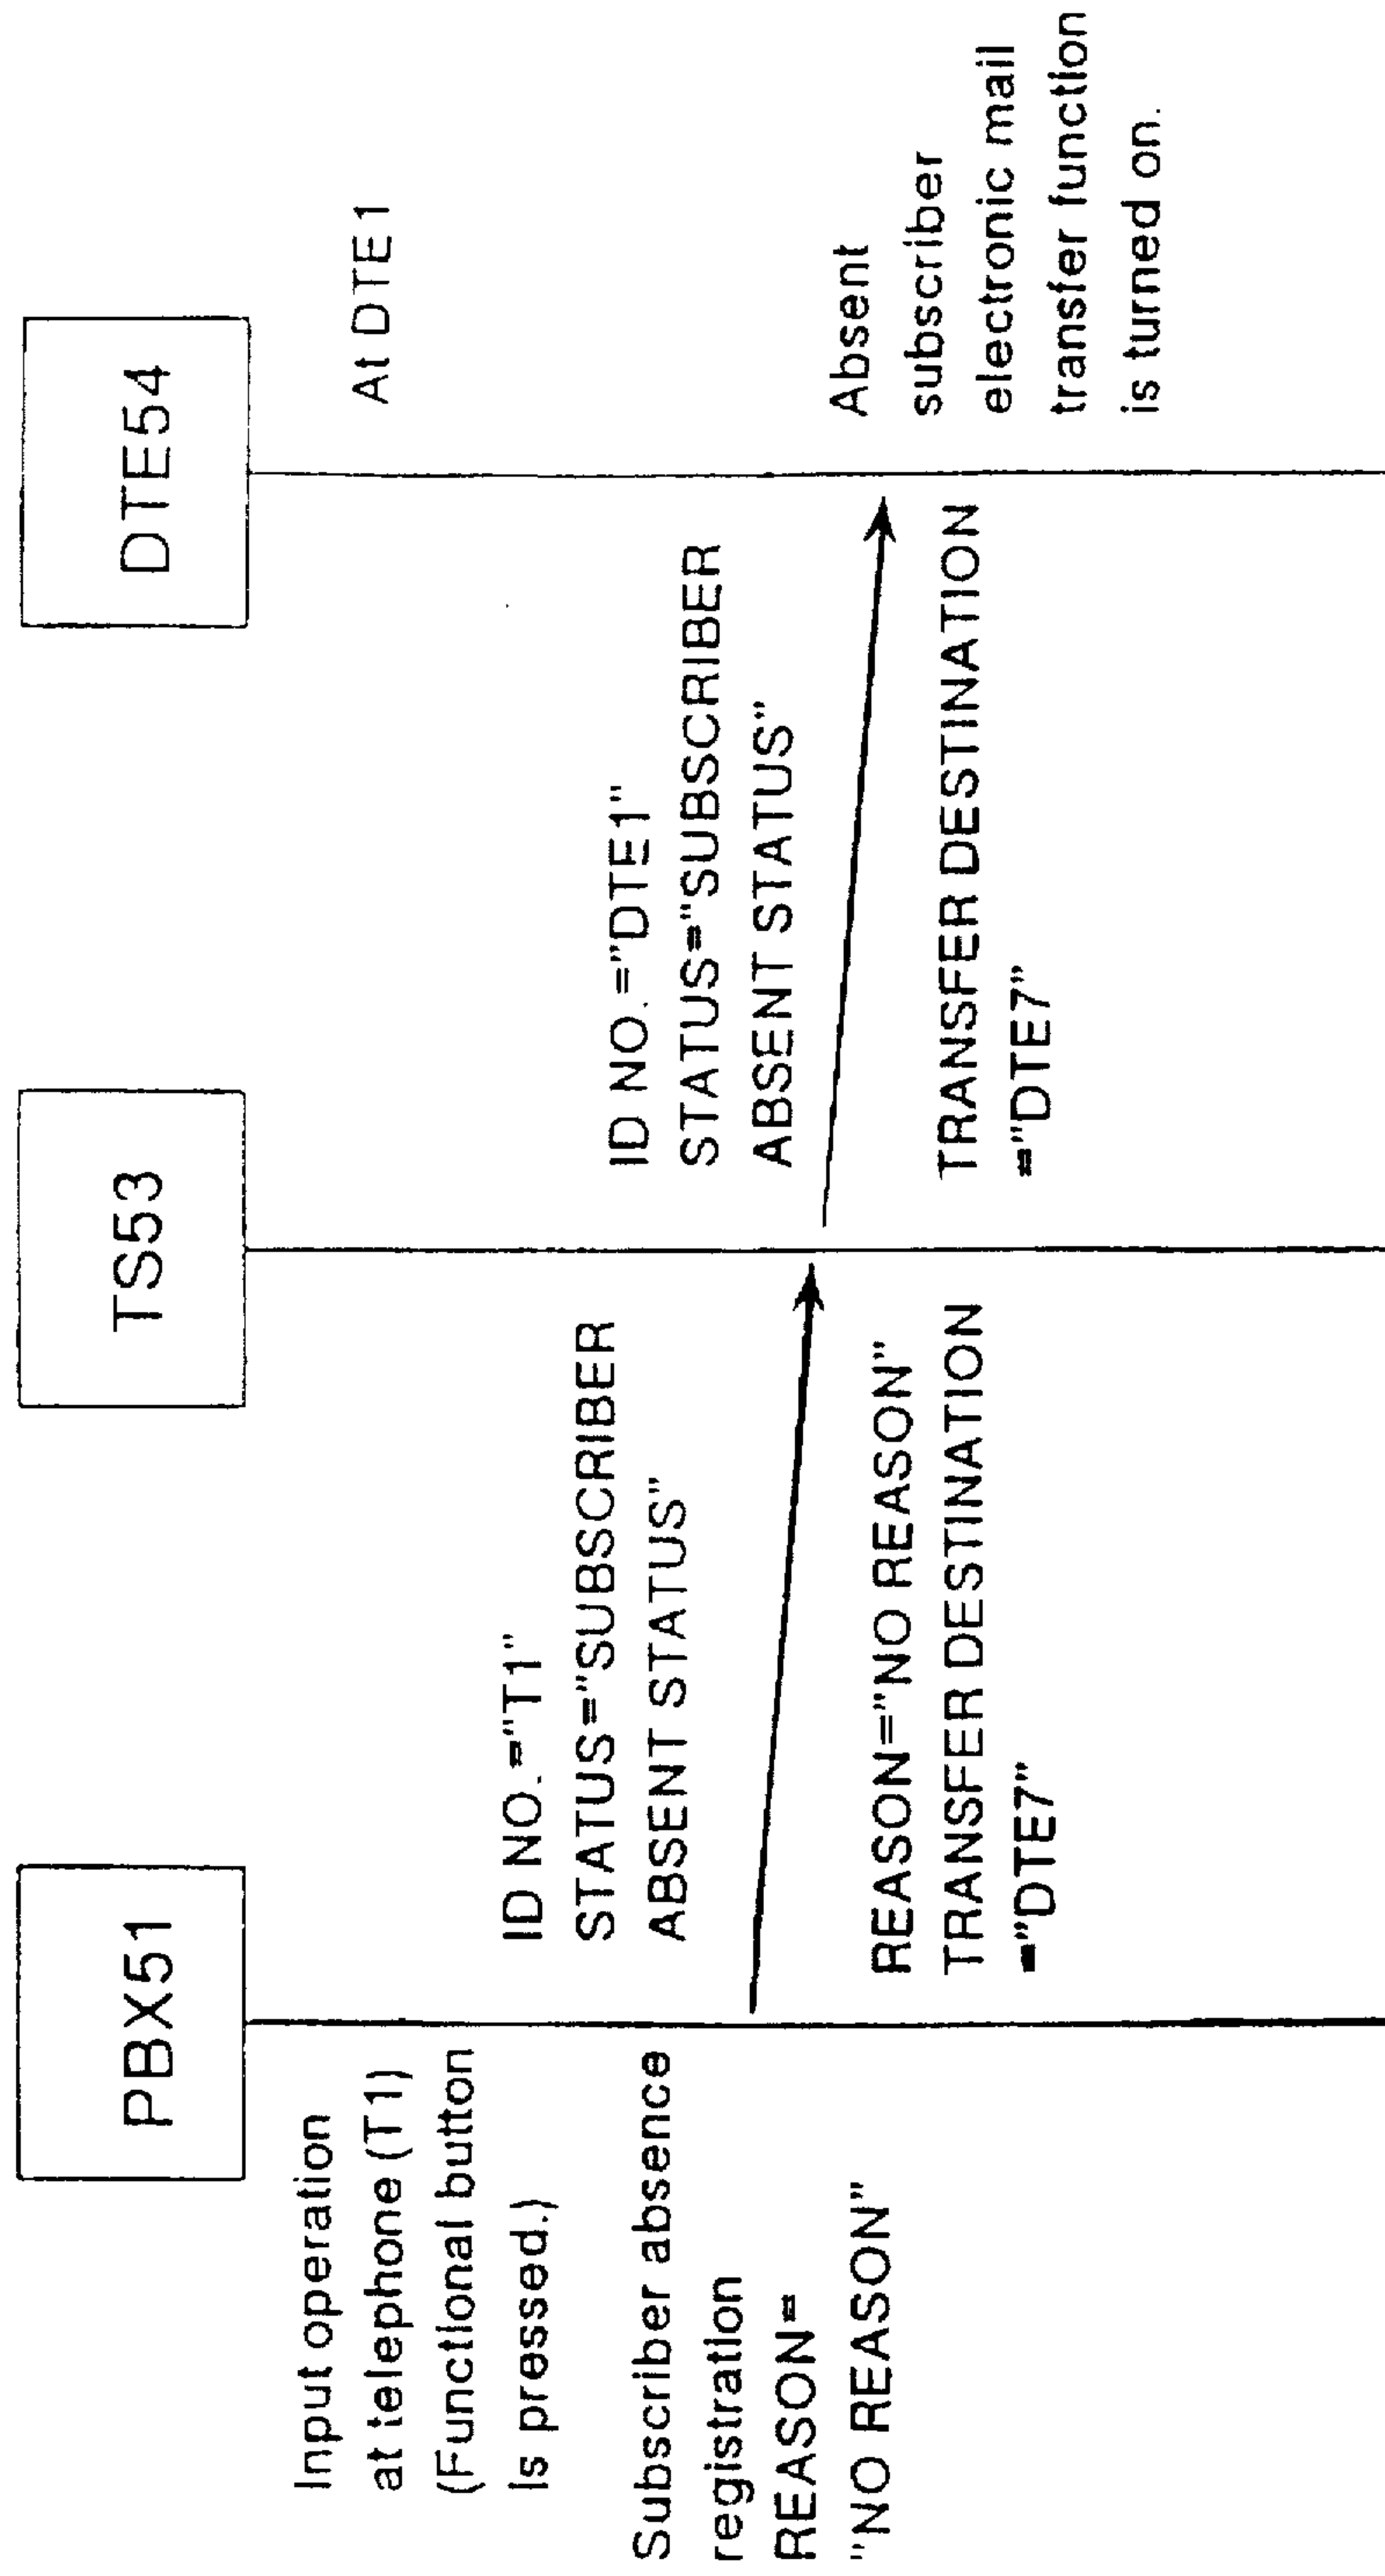 PBX51
TS53
DTE54
Input operation
at telephone (T1)
(Functional button
Is pressed.)
Subscriber absence
registration
REASON=
"NO REASON"
ID NO.="T1"
STATUS="SUBSCRIBER
ABSENT STATUS"
REASON="NO REASON"
TRANSFER DESTINATION
="DTE7"
ID NO.="DTE1"
STATUS="SUBSCRIBER
ABSENT STATUS"
TRANSFER DESTINATION
="DTE7"
At DTE1
Absent
subscriber
electronic mail
transfer function
is turned on.